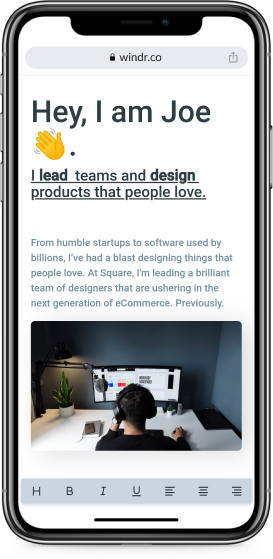 windr.co
Hey, I am Joe
👋.
I lead  teams and design
products that people love.
From humble startups to software used by
billions, I've had a blast designing things that
people love. At Square, I'm leading a brilliant
team of designers that are ushering in the
next generation of eCommerce. Previously.
H B I U